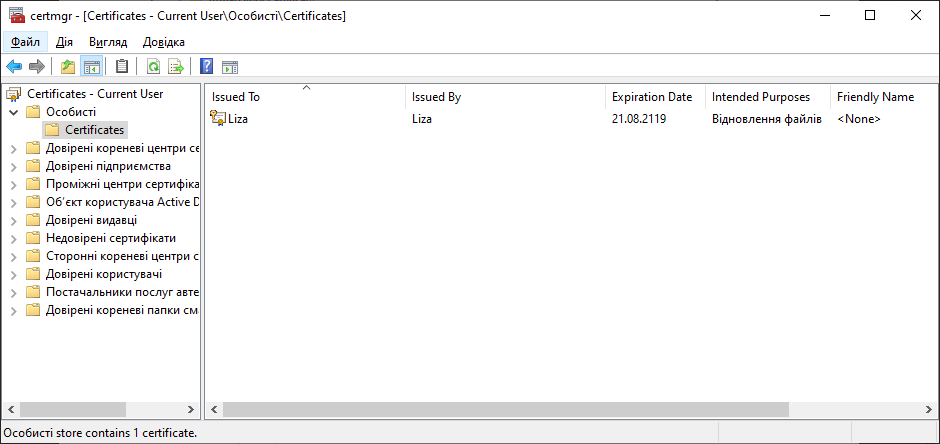 certmgr - [Certificates - Current User\Особисті\Certificates]
Файл Дія Вигляд Довідка
Certificates - Current User
Особисті
Certificates
Довірені кореневі центри се
Довірені підприємства
Проміжні центри сертифіка
Об'єкт користувача Active D
Довірені видавці
Недовірені сертифікати
Сторонні кореневі центри с
Довірені користувачі
Постачальники послуг авте
Довірені кореневі папки сма
Issued To Issued By Expiration Date Intended Purposes Friendly Name
Liza Liza 21.08.2119 Відновлення файлів <None>
Особисті store contains 1 certificate.